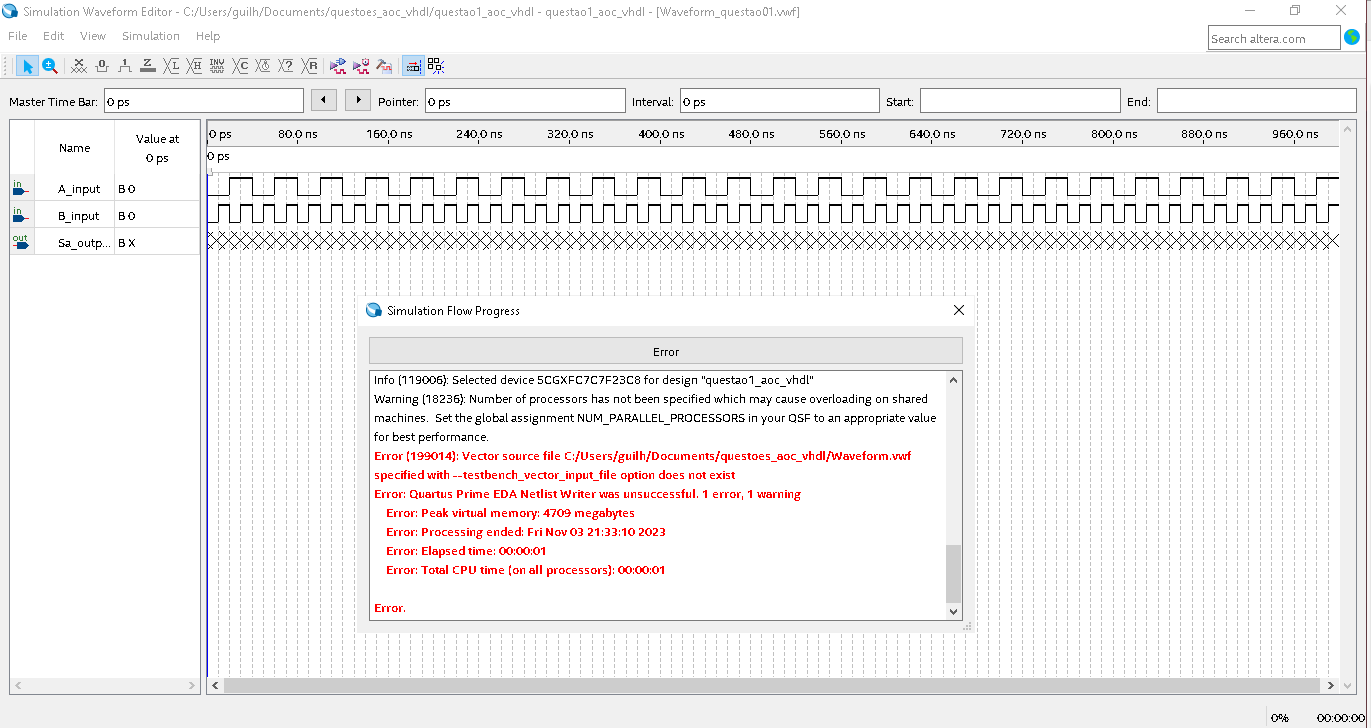 Simulation Waveform Editor - C:/Users/guilh/Documents/questoes_aoc_vhdl/questao1_aoc_vhdl - questao1_aoc_vhdl - [Waveform_questao01.vwf]
File Edit View Simulation Help
Search altera.com
Master Time Bar: 0 ps Pointer: 0 ps Interval: 0 ps Start: End:
Name Value at 0 ps
0 ps 80.0 ns 160.0 ns 240.0 ns 320.0 ns 400.0 ns 480.0 ns 560.0 ns 640.0 ns 720.0 ns 800.0 ns 880.0 ns 960.0 ns
0 ps
in A_input B 0
in B_input B 0
out Sa_outp... B X
Simulation Flow Progress
Error
Info (119006): Selected device 5CGXFC7C7F23C8 for design "questao1_aoc_vhdl"
Warning (18236): Number of processors has not been specified which may cause overloading on shared
machines. Set the global assignment NUM_PARALLEL_PROCESSORS in your QSF to an appropriate value
for best performance.
Error (199014): Vector source file C:/Users/guilh/Documents/questoes_aoc_vhdl/Waveform.vwf
specified with --testbench_vector_input_file option does not exist
Error: Quartus Prime EDA Netlist Writer was unsuccessful. 1 error, 1 warning
Error: Peak virtual memory: 4709 megabytes
Error: Processing ended: Fri Nov 03 21:33:10 2023
Error: Elapsed time: 00:00:01
Error: Total CPU time (on all processors): 00:00:01
Error.
0% 00:00:00